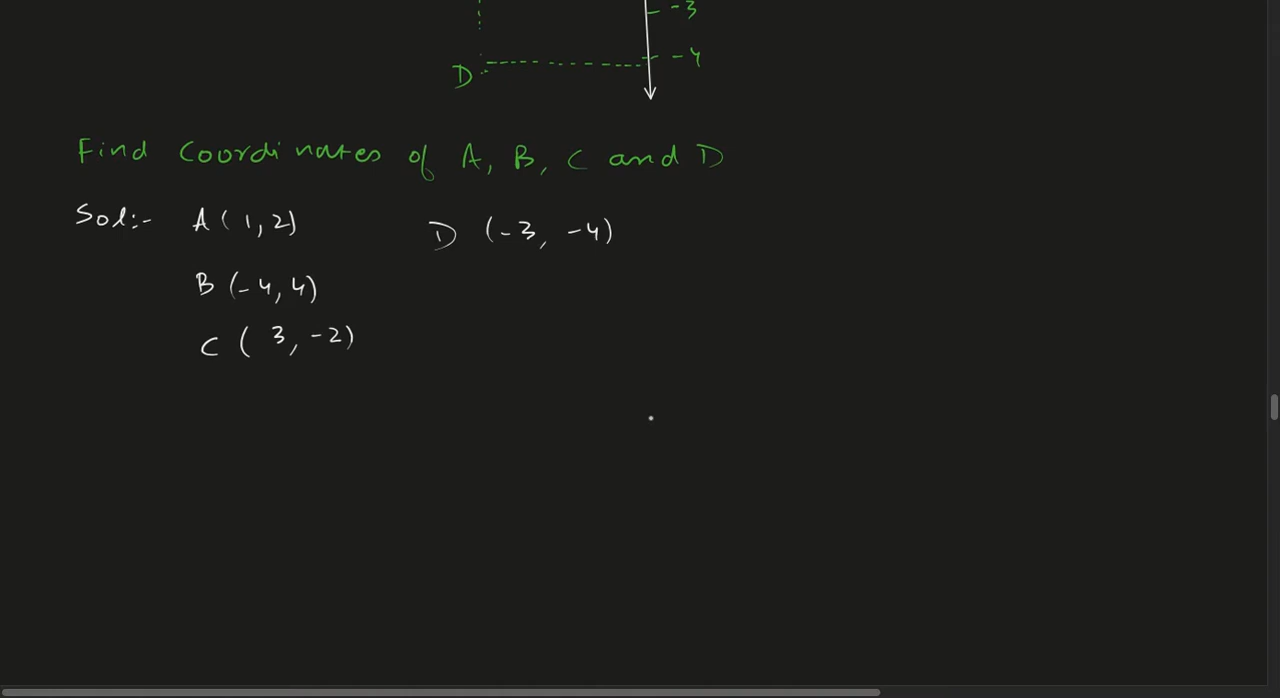 -3
-4
D
Find Coordinates of A, B, C and D
Sol:- A(1,2) D (-3, -4)
B(-4,4)
C ( 3, -2)